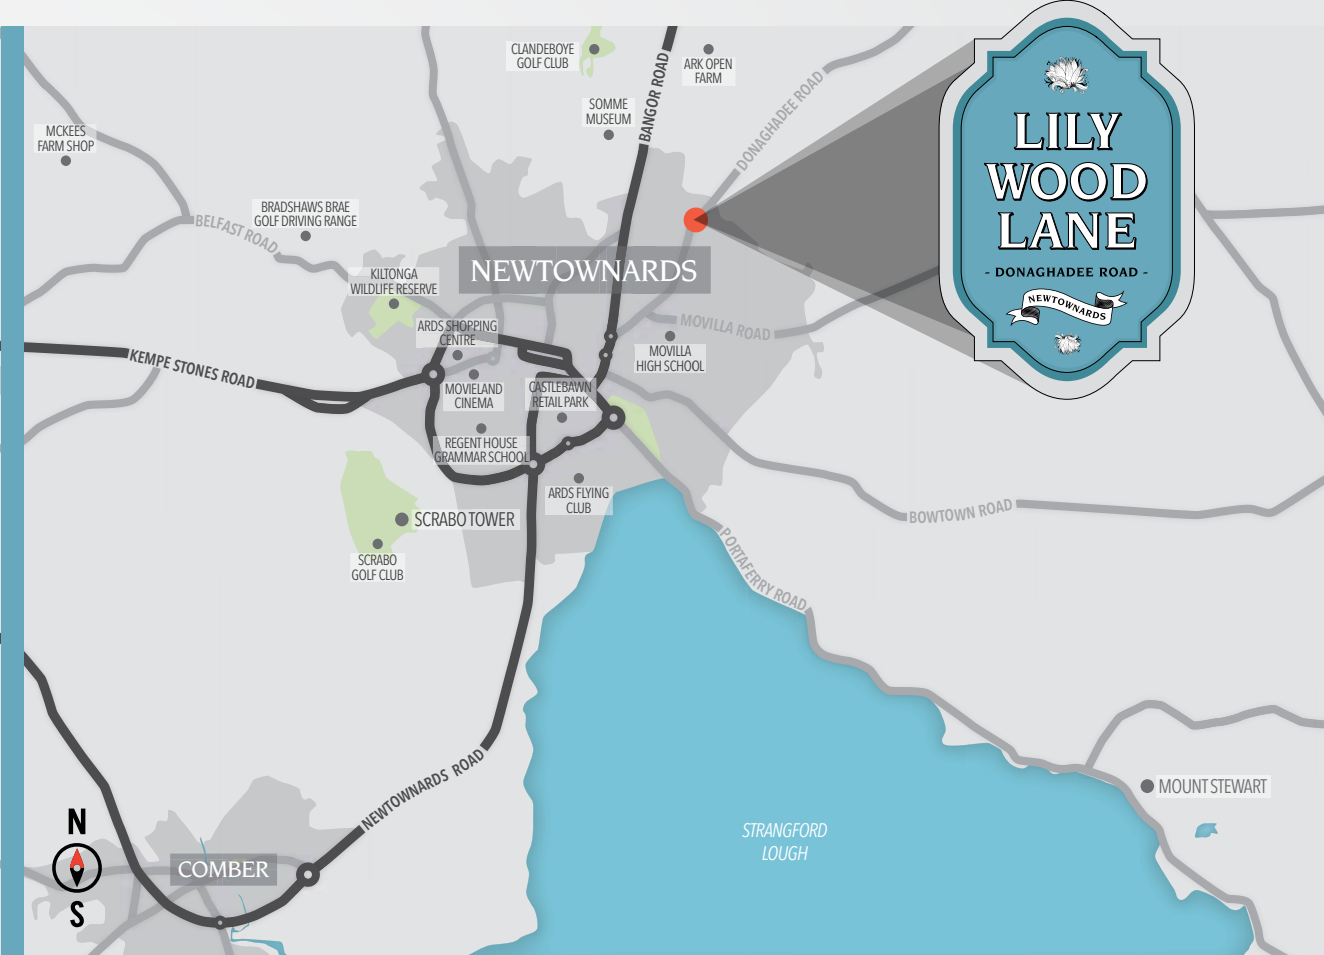 CLANDEBOYE
GOLF CLUB
ARK OPEN
FARM
BANGOR ROAD
DONAGHADEE ROAD
SOMME
MUSEUM
MCKEES
FARM SHOP
LILY
WOOD
LANE
- DONAGHADEE ROAD -
NEWTOWNARDS
BRADSHAWS BRAE
GOLF DRIVING RANGE
BELFAST ROAD
NEWTOWNARDS
KILTONGA
WILDLIFE RESERVE
ARDS SHOPPING
CENTRE
MOVILLA ROAD
MOVILLA
HIGH SCHOOL
KEMPE STONES ROAD
MOVIELAND
CINEMA
CASTLEBAWN
RETAIL PARK
REGENT HOUSE
GRAMMAR SCHOOL
ARDS FLYING
CLUB
BOWTOWN ROAD
SCRABO TOWER
SCRABO
GOLF CLUB
PORTAFERRY ROAD
NEWTOWNARDS ROAD
MOUNT STEWART
STRANGFORD
LOUGH
N
S
COMBER